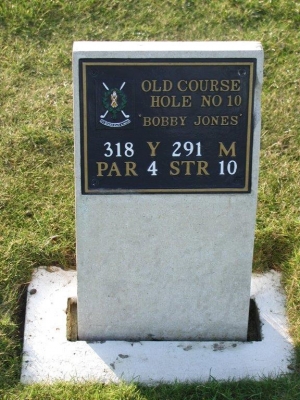 OLD COURSE
HOLE NO 10
'BOBBY JONES'
318 Y 291 M
PAR 4 STR 10